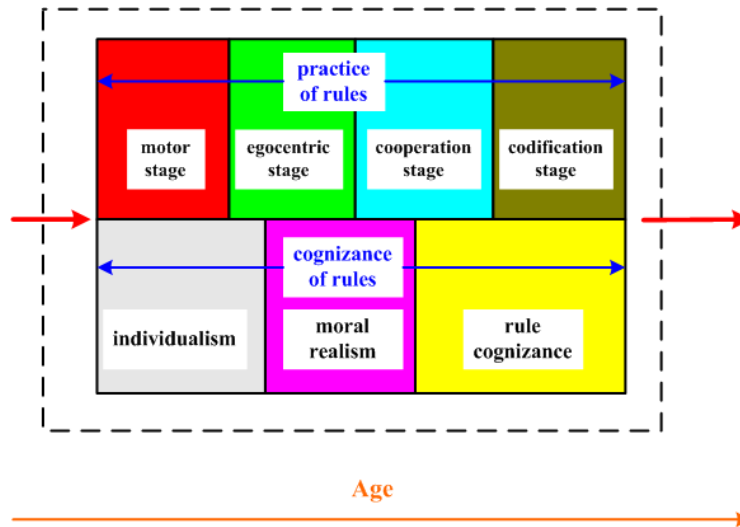 practice
of rules
motor
stage
egocentric
stage
cooperation
stage
codification
stage
cognizance
of rules
individualism
moral
realism
rule
cognizance
Age